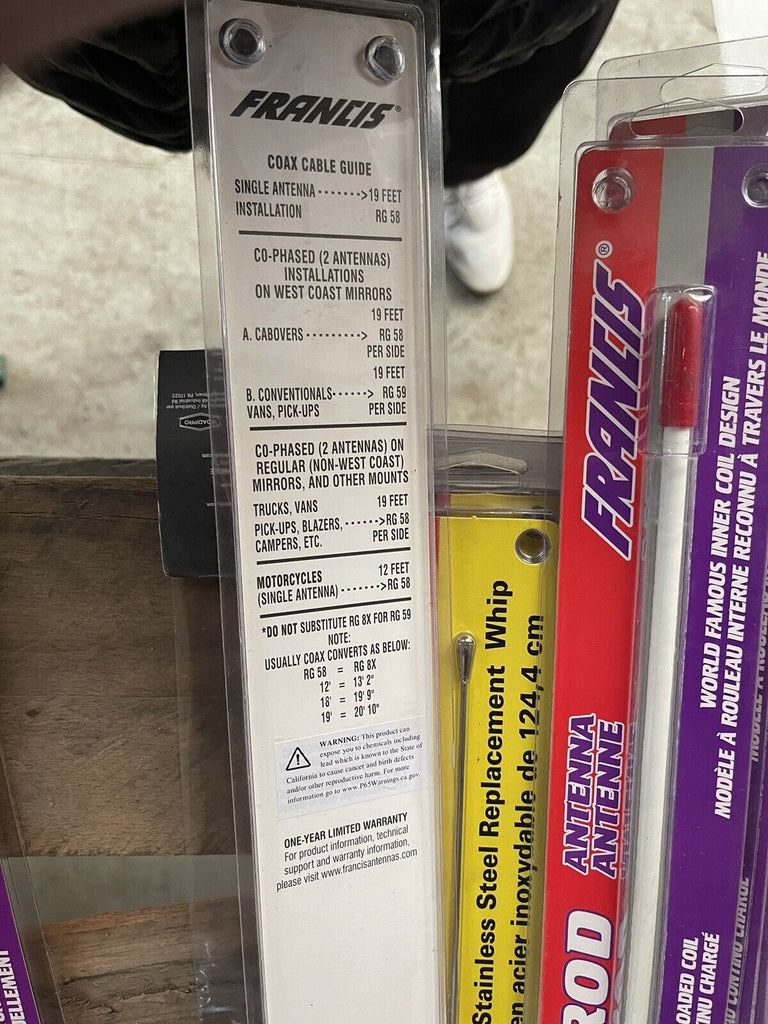 FRANCIS®
COAX CABLE GUIDE
SINGLE ANTENNA ------->19 FEET
INSTALLATION RG 58
CO-PHASED (2 ANTENNAS)
INSTALLATIONS
ON WEST COAST MIRRORS
19 FEET
A. CABOVERS ---------> RG 58
PER SIDE
19 FEET
B. CONVENTIONALS------> RG 59
VANS, PICK-UPS PER SIDE
CO-PHASED (2 ANTENNAS) ON
REGULAR (NON-WEST COAST)
MIRRORS, AND OTHER MOUNTS
TRUCKS, VANS 19 FEET
PICK-UPS, BLAZERS, ------>RG 58
CAMPERS, ETC. PER SIDE
MOTORCYCLES 12 FEET
(SINGLE ANTENNA) ------->RG 58
*DO NOT SUBSTITUTE RG 8X FOR RG 59
NOTE:
USUALLY COAX CONVERTS AS BELOW:
RG 58 = RG 8X
12' = 13' 2"
18' = 19' 9"
19' = 20' 10"
WARNING: This product can
expose you to chemicals including
lead which is known to the State of
California to cause cancer and birth defects
and/or other reproductive harm. For more
information go to www.P65Warnings.ca.gov
ONE-YEAR LIMITED WARRANTY
For product information, technical
support and warranty information,
please visit www.francisantennas.com
Stainless Steel Replacement Whip
en acier inoxydable de 124,4 cm
FRANCIS®
ANTENNA
ANTENNE
ROD
WORLD FAMOUS INNER COIL DESIGN
MODÈLE À ROULEAU INTERNE RECONNU À TRAVERS LE MONDE
OADED COIL
NU CHARGÉ
ELLEMENT